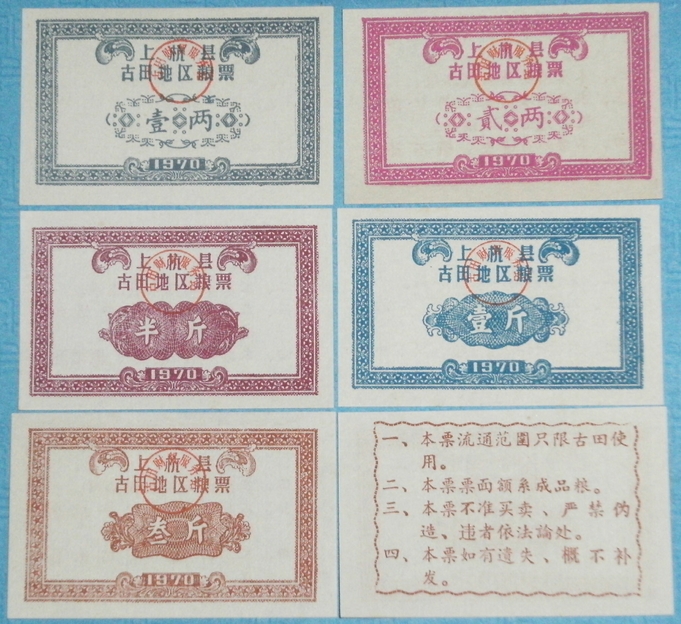 上杭县
古田地区粮票
壹两
1970
上杭县
古田地区粮票
贰两
1970
上杭县
古田地区粮票
半斤
1970
上杭县
古田地区粮票
壹斤
1970
上杭县
古田地区粮票
叁斤
1970
一、本票流通范圍只限古田使
用。
二、本票票面额系成品粮。
三、本票不准买卖、严禁伪
造、违者依法論处。
四、本票如有遗失、概不补
发。